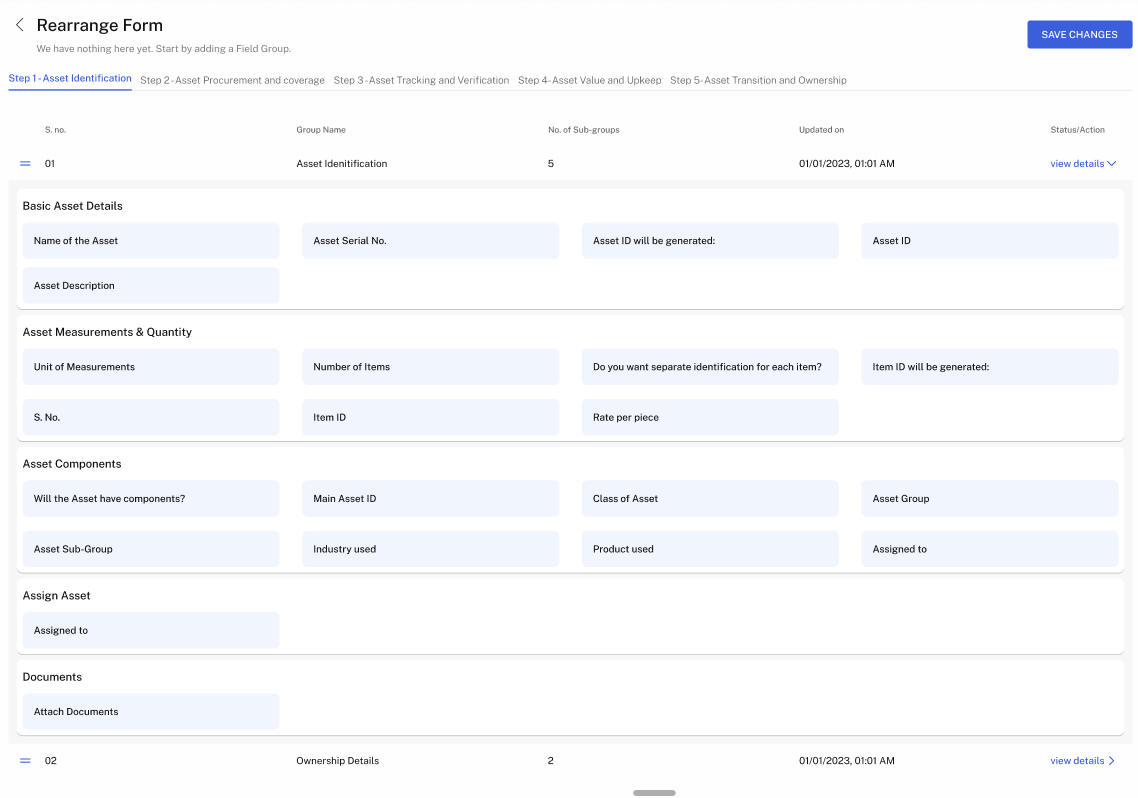 Rearrange Form
We have nothing here yet. Start by adding a Field Group.
SAVE CHANGES
Step 1 - Asset Identification Step 2 - Asset Procurement and coverage Step 3 - Asset Tracking and Verification Step 4- Asset Value and Upkeep Step 5- Asset Transition and Ownership
S. no. Group Name No. of Sub-groups Updated on Status/Action
01 Asset Idenitification 5 01/01/2023, 01:01 AM view details
Basic Asset Details
Name of the Asset Asset Serial No. Asset ID will be generated: Asset ID
Asset Description
Asset Measurements & Quantity
Unit of Measurements Number of Items Do you want separate identification for each item? Item ID will be generated:
S. No. Item ID Rate per piece
Asset Components
Will the Asset have components? Main Asset ID Class of Asset Asset Group
Asset Sub-Group Industry used Product used Assigned to
Assign Asset
Assigned to
Documents
Attach Documents
02 Ownership Details 2 01/01/2023, 01:01 AM view details